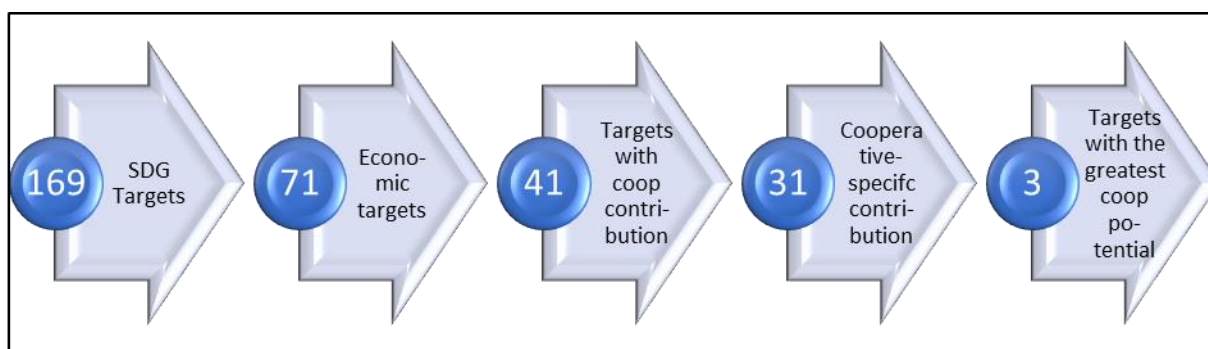 169
SDG
Targets
71
Econo-
mic
targets
41
Targets
with
coop
contri-
bution
31
Coopera
tive-
specifc
contri-
bution
3
Targets
with the
greatest
coop
po-
tential